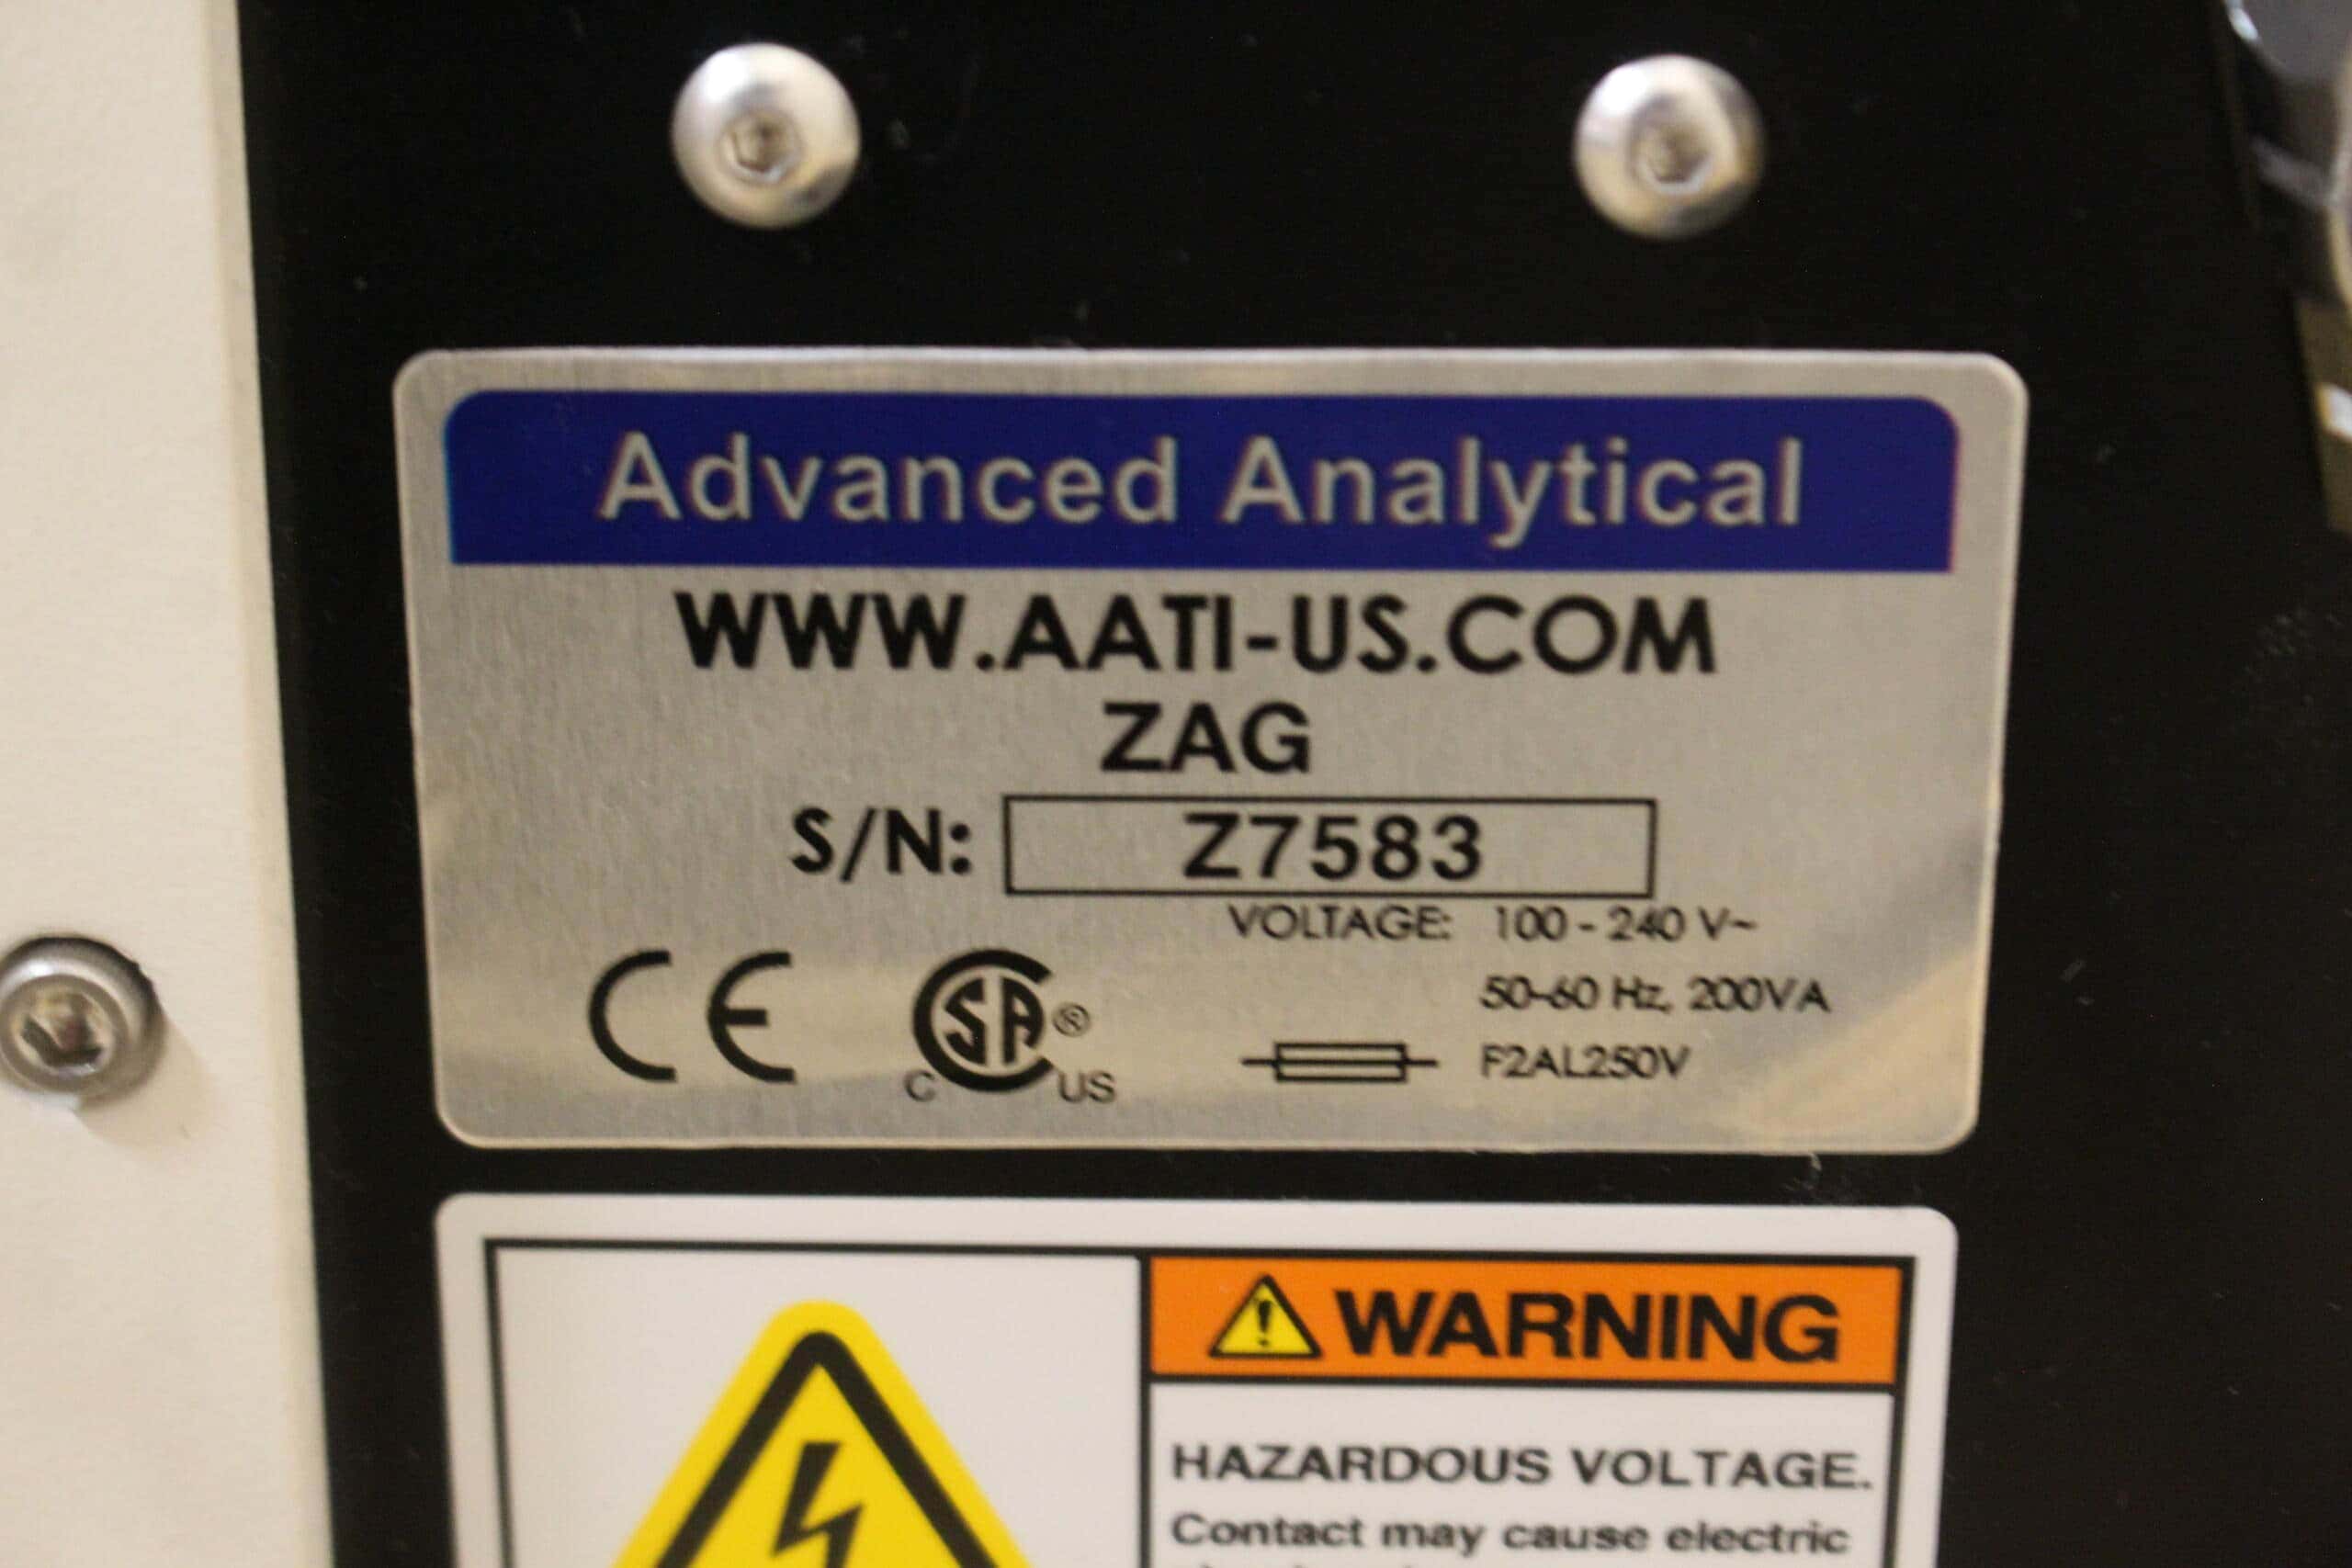 Advanced Analytical
WWW.AATI-US.COM
ZAG
S/N: Z7583
VOLTAGE: 100 - 240 V~
50-60 Hz, 200VA
F2AL250V
CE
CSA®
C US
WARNING
HAZARDOUS VOLTAGE.
Contact may cause electric